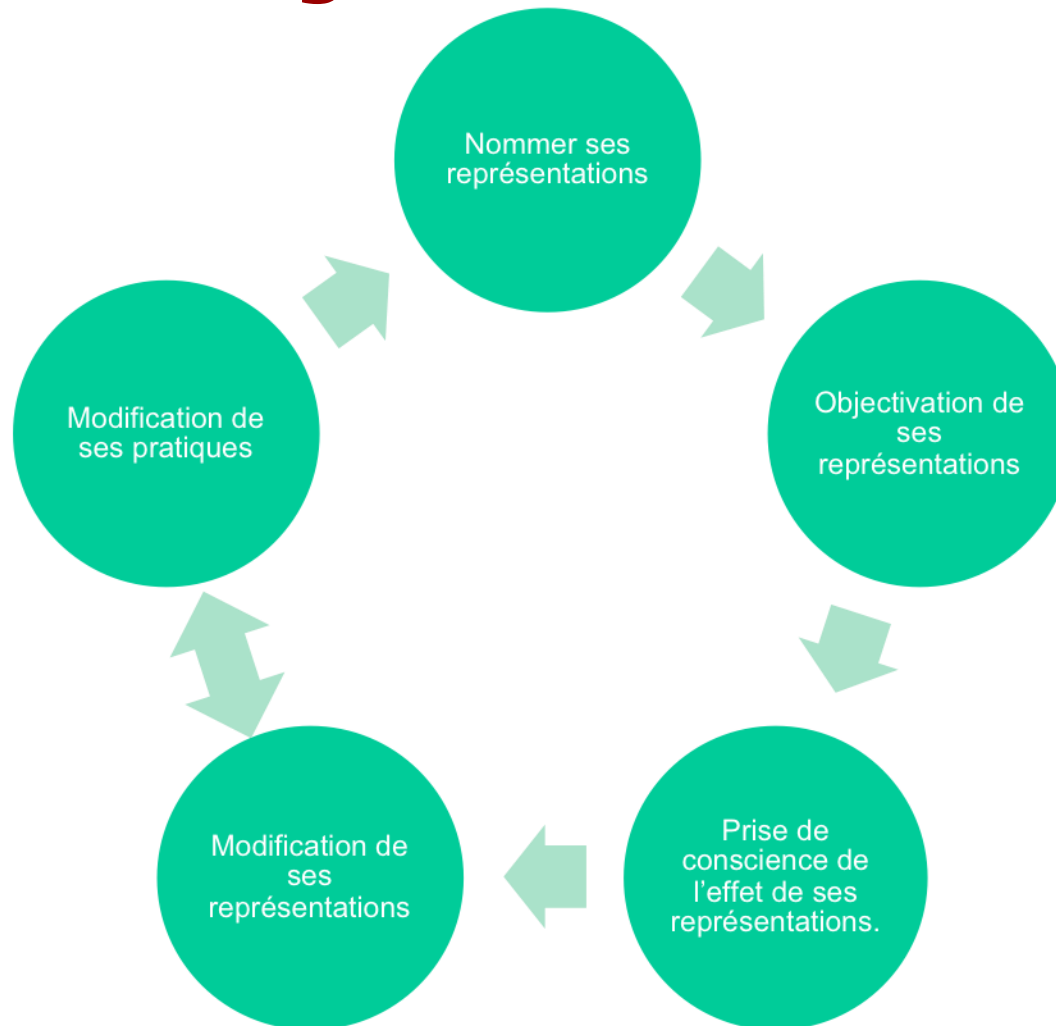 Nommer ses
représentations
Objectivation de
ses
représentations
Prise de
conscience de
l'effet de ses
représentations.
Modification de
ses
représentations
Modification de
ses pratiques